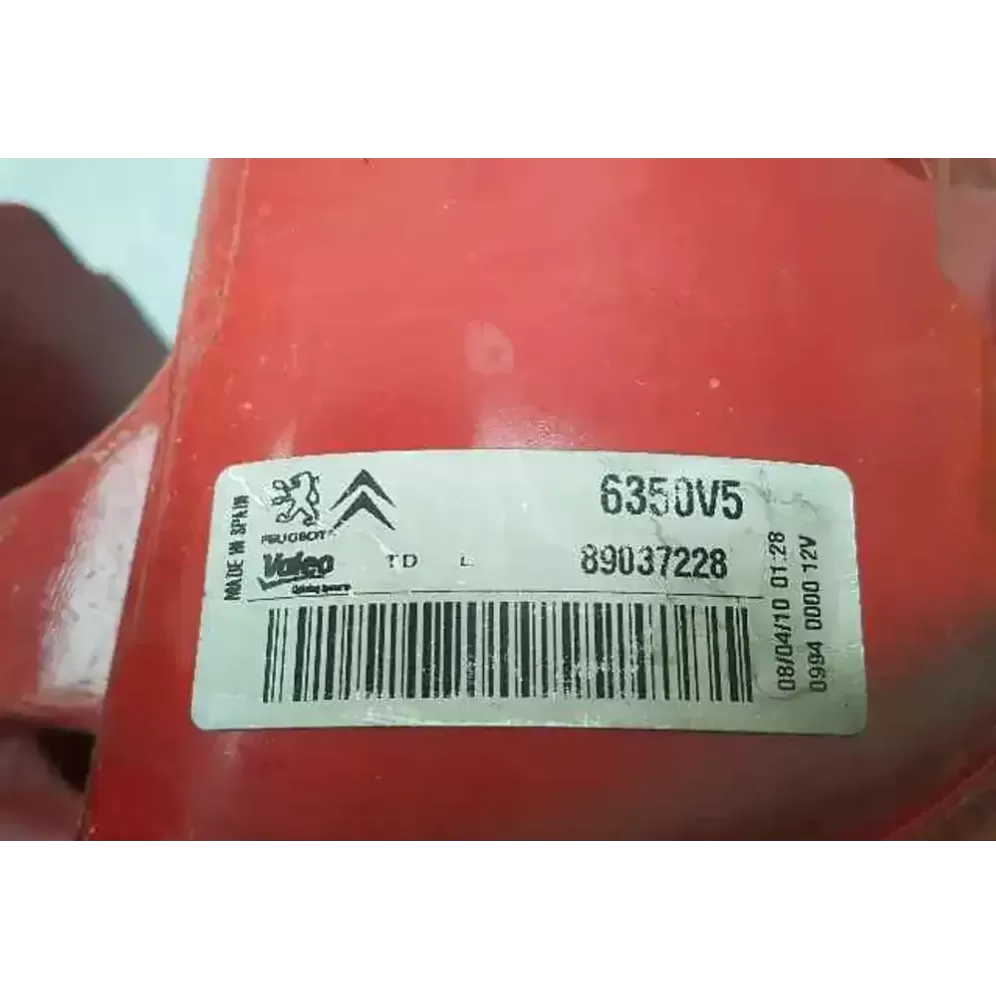 MADE IN SPAIN
PEUGEOT
6350V5
Valeo
TD L
89037228
08/04/10 01:28
0994 0000 12V